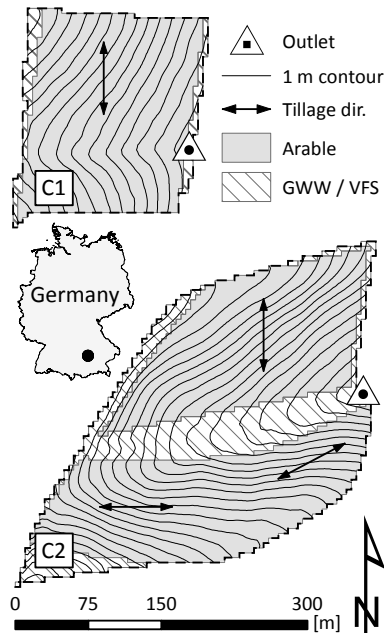 Outlet
1 m contour
Tillage dir.
Arable
GWW / VFS
C1
Germany
C2
N
0 75 150 300 [m]